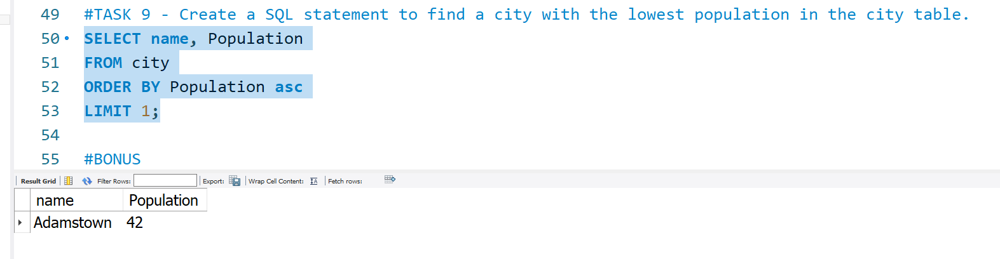 49 #TASK 9 - Create a SQL statement to find a city with the lowest population in the city table.
50 SELECT name, Population
51 FROM city
52 ORDER BY Population asc
53 LIMIT 1;
54
55 #BONUS
Result Grid Filter Rows: Export: Wrap Cell Content: Fetch rows:
name Population
Adamstown 42